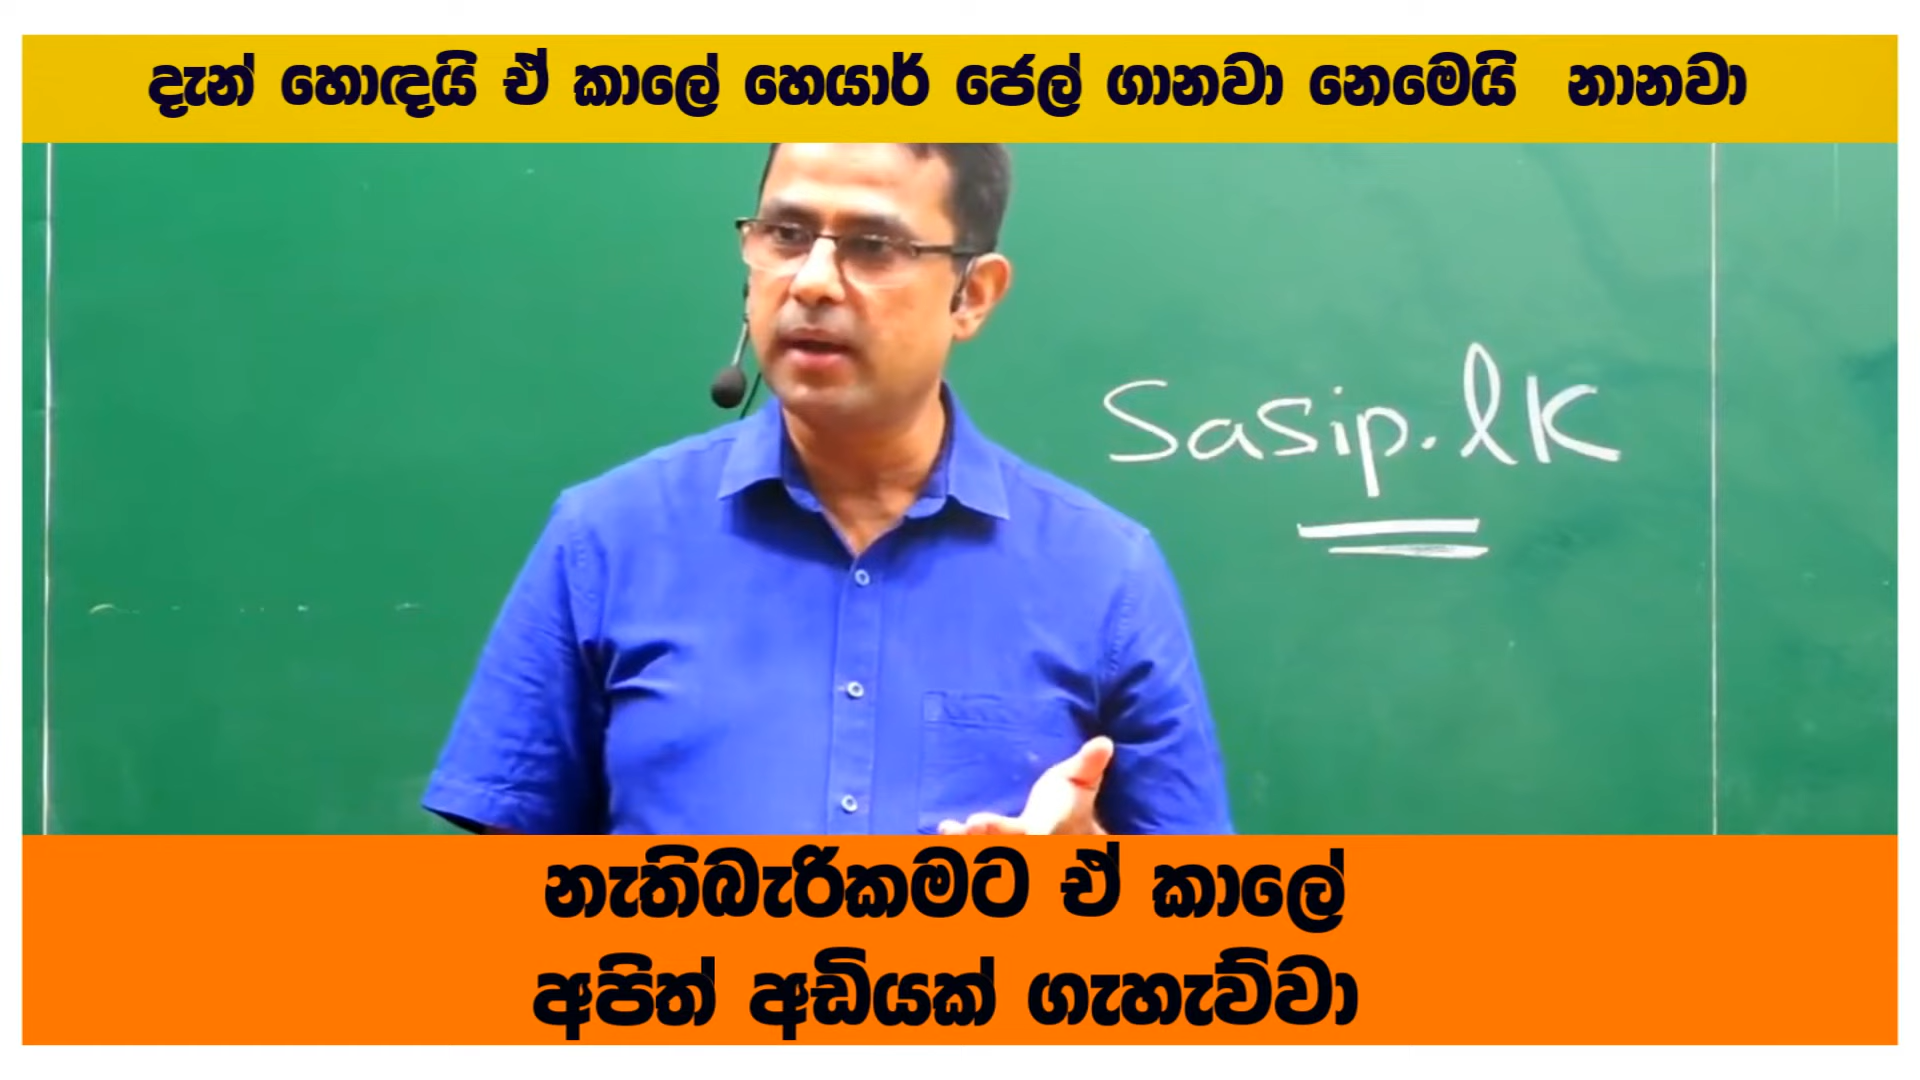 දැන් හොඳයි ඒ කාලේ හෙයාර් ජෙල් ගානවා නෙමෙයි නානවා
Sasip.lk
නැතිබැරිකමට ඒ කාලේ
අපිත් අඩියක් ගැහැව්වා